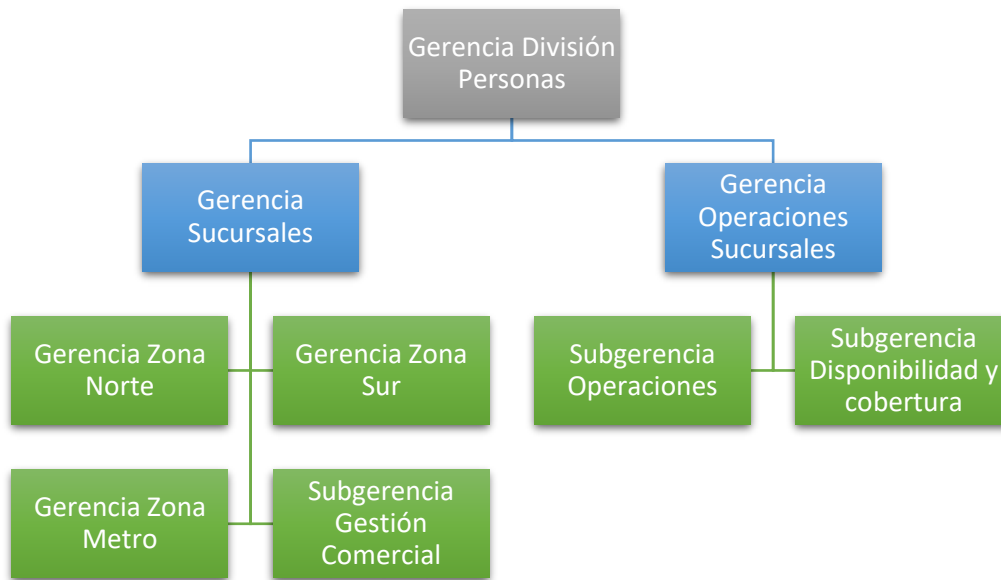 Gerencia División
Personas
Gerencia
Sucursales
Gerencia
Operaciones
Sucursales
Gerencia Zona
Norte
Gerencia Zona
Sur
Subgerencia
Operaciones
Subgerencia
Disponibilidad y
cobertura
Gerencia Zona
Metro
Subgerencia
Gestión
Comercial